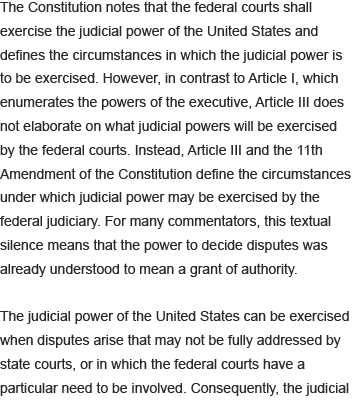 The Constitution notes that the federal courts shall
exercise the judicial power of the United States and
defines the circumstances in which the judicial power is
to be exercised. However, in contrast to Article I, which
enumerates the powers of the executive, Article III does
not elaborate on what judicial powers will be exercised
by the federal courts. Instead, Article III and the 11th
Amendment of the Constitution define the circumstances
under which judicial power may be exercised by the
federal judiciary. For many commentators, this textual
silence means that the power to decide disputes was
already understood to mean a grant of authority.

The judicial power of the United States can be exercised
when disputes arise that may not be fully addressed by
state courts, or in which the federal courts have a
particular need to be involved. Consequently, the judicial